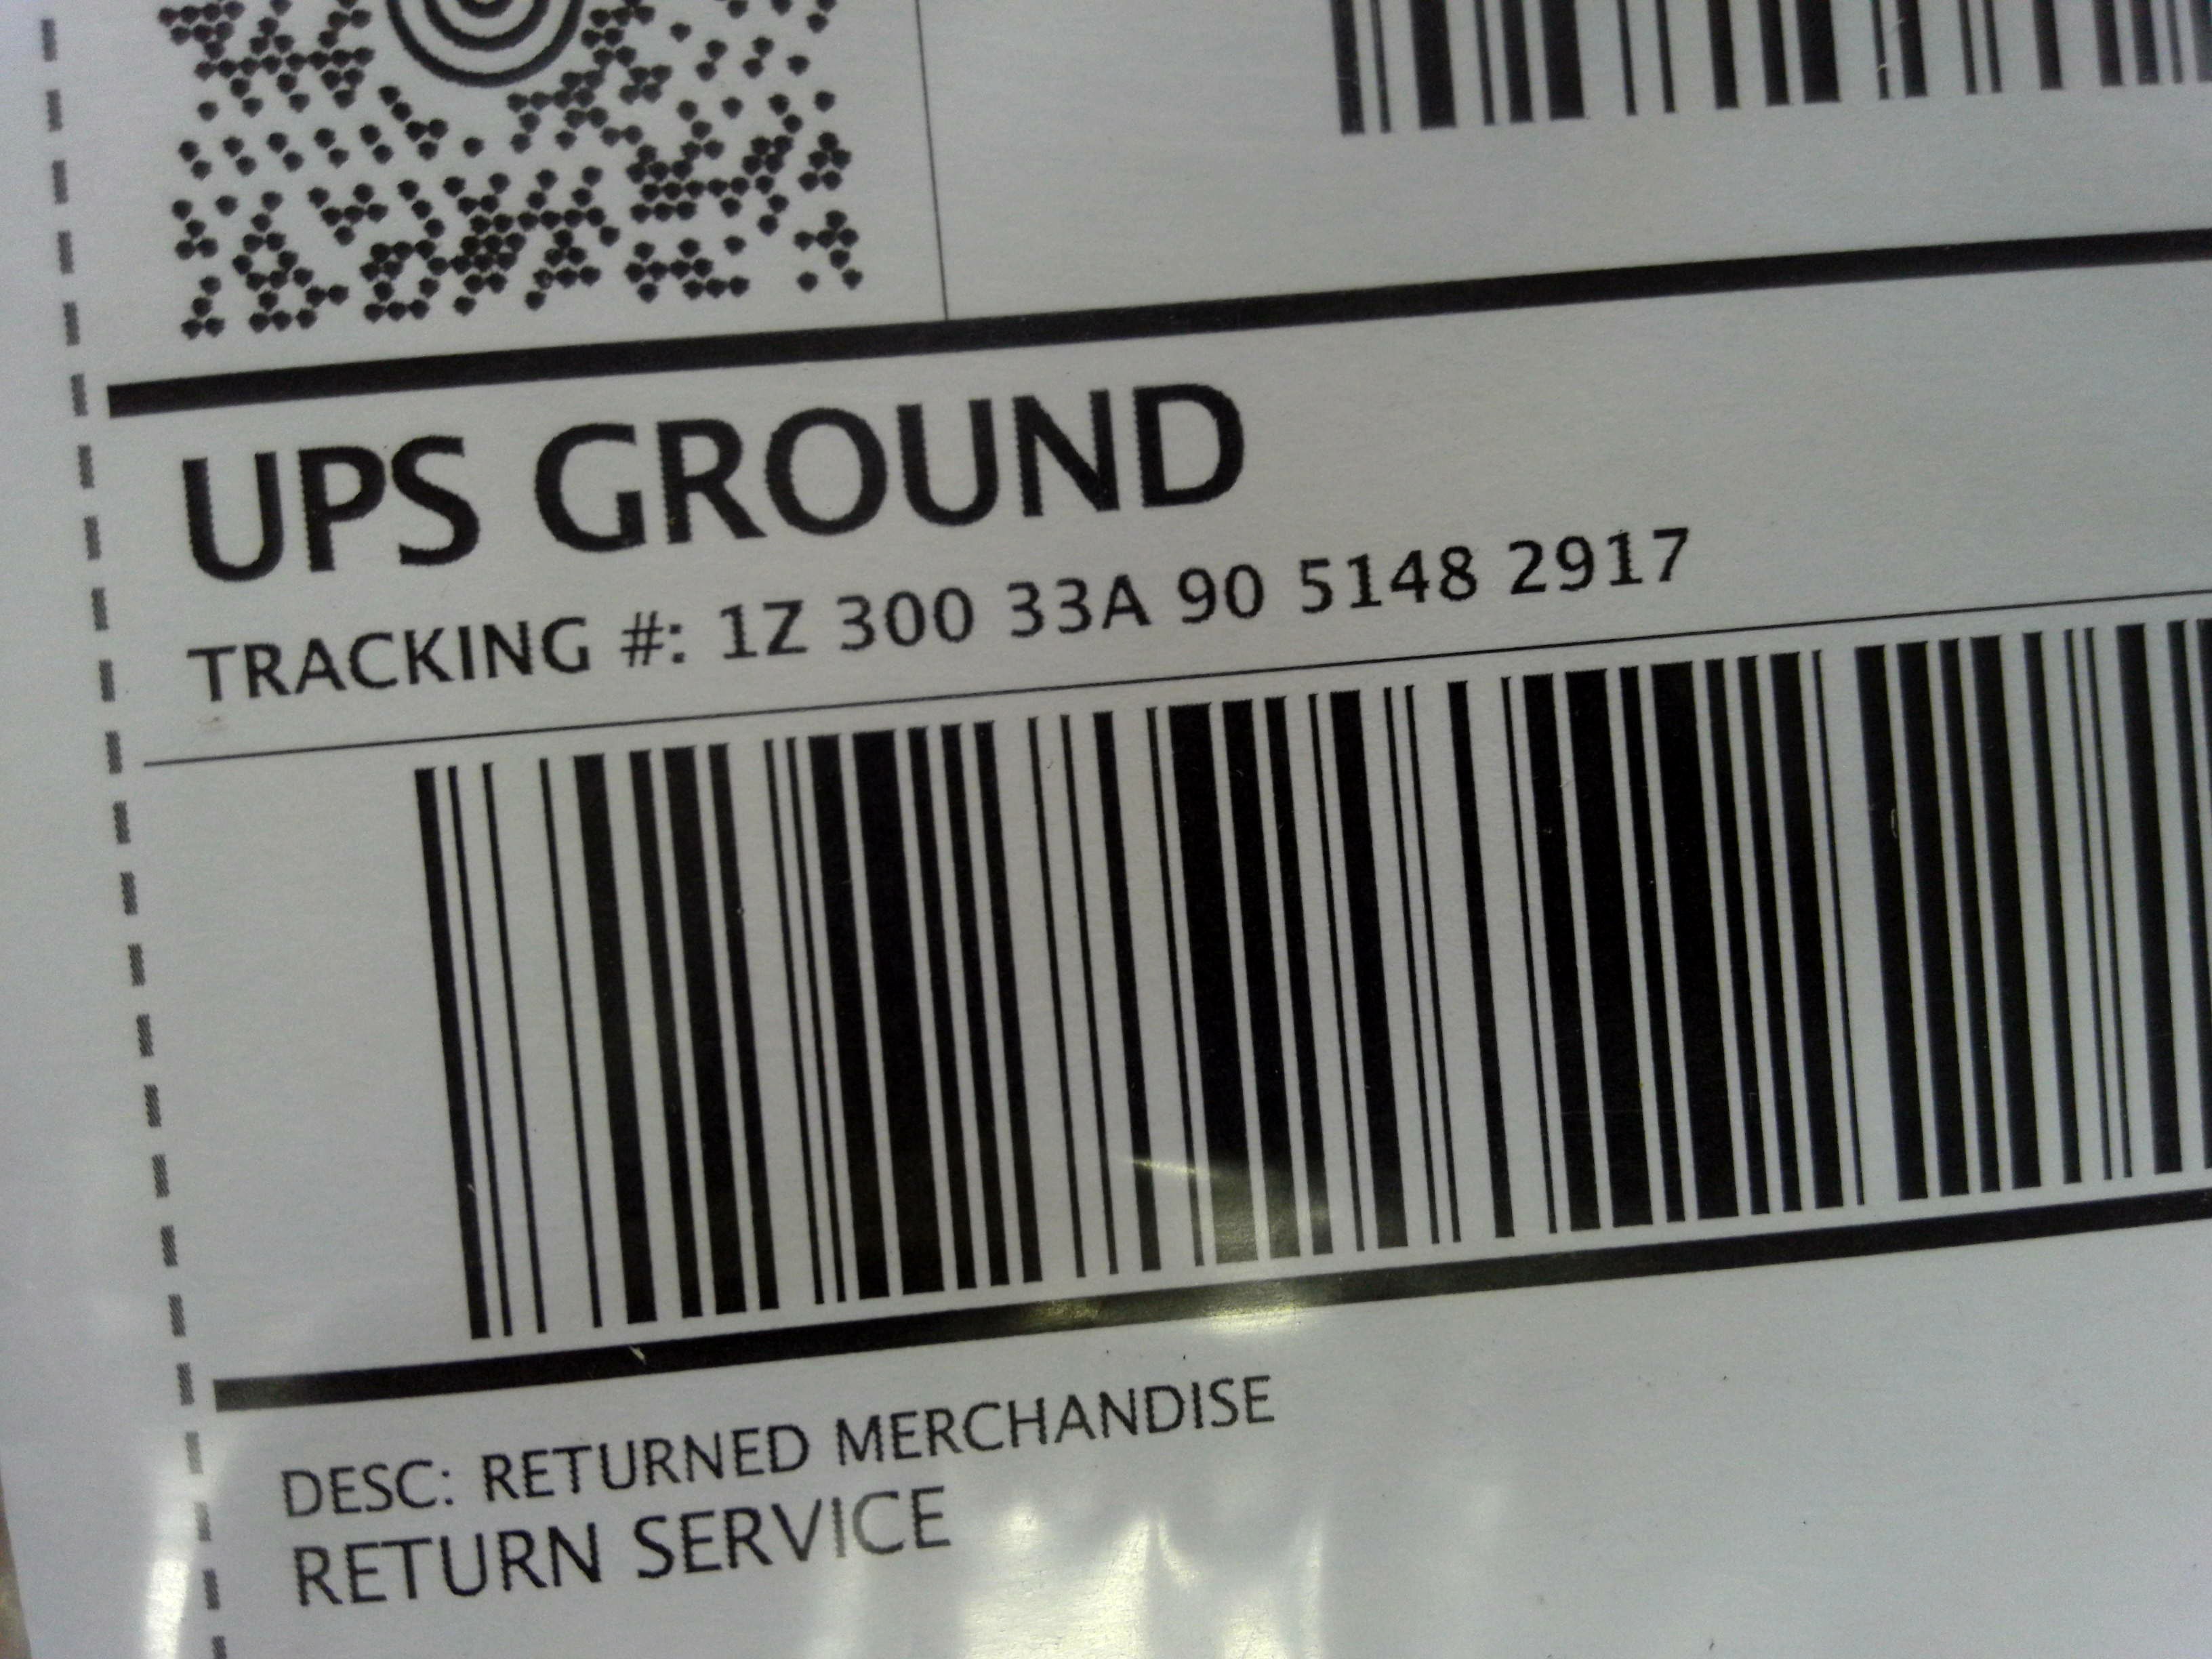 UPS GROUND
TRACKING #: 1Z 300 33A 90 5148 2917
DESC: RETURNED MERCHANDISE
RETURN SERVICE